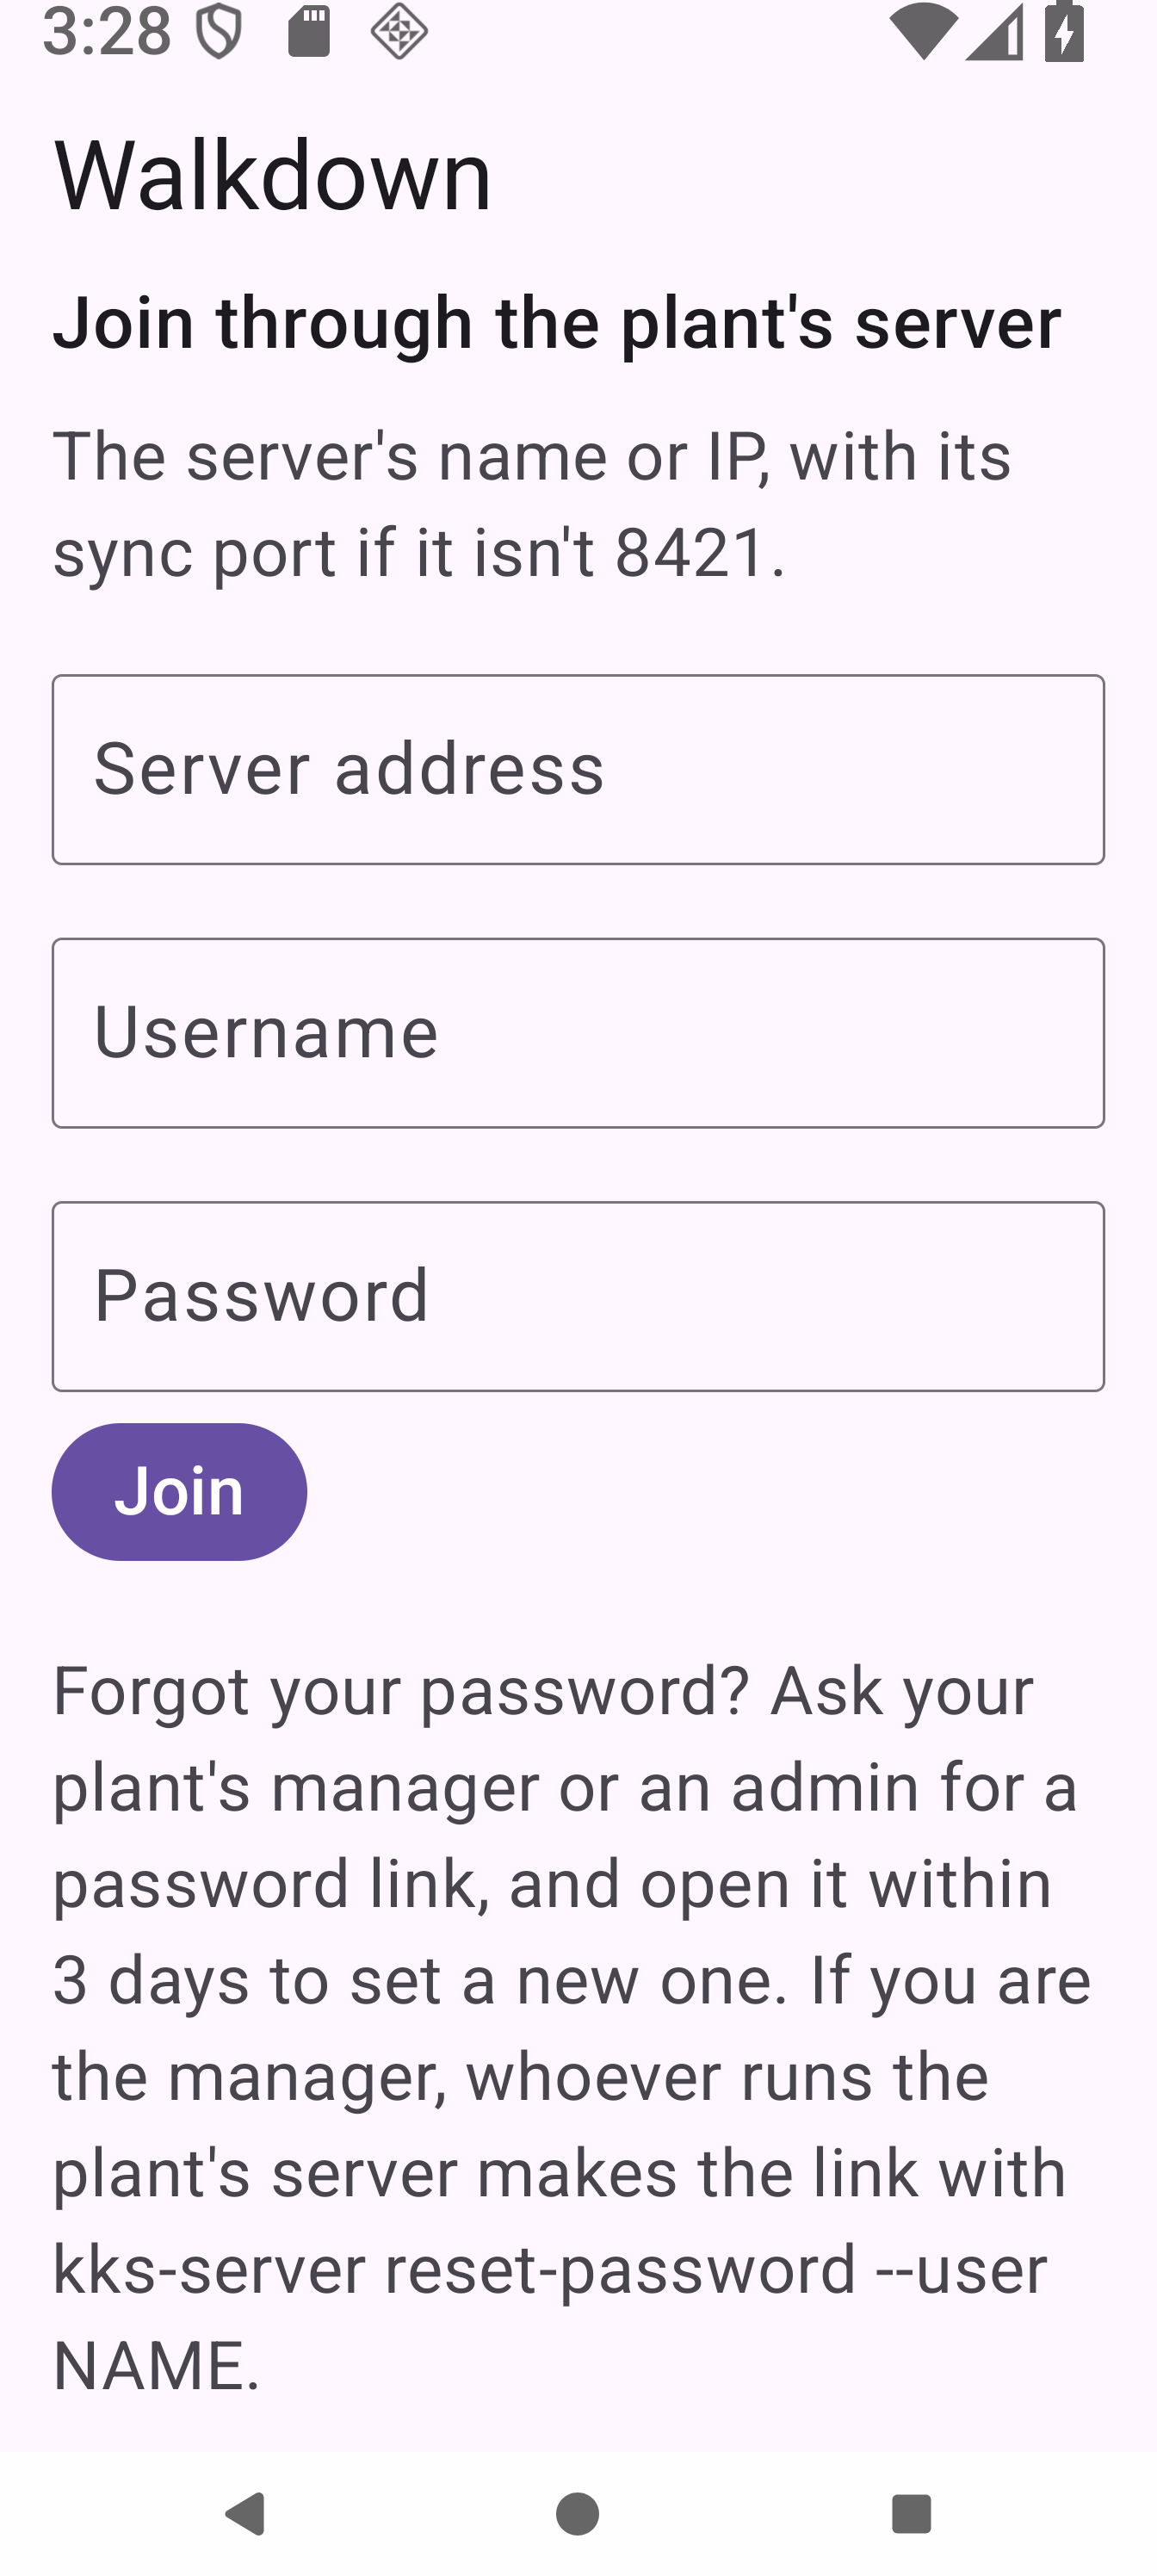 3:28
Walkdown
Join through the plant's server
The server's name or IP, with its
sync port if it isn't 8421.
Server address
Username
Password
Join
Forgot your password? Ask your
plant's manager or an admin for a
password link, and open it within
3 days to set a new one. If you are
the manager, whoever runs the
plant's server makes the link with
kks-server reset-password --user
NAME.